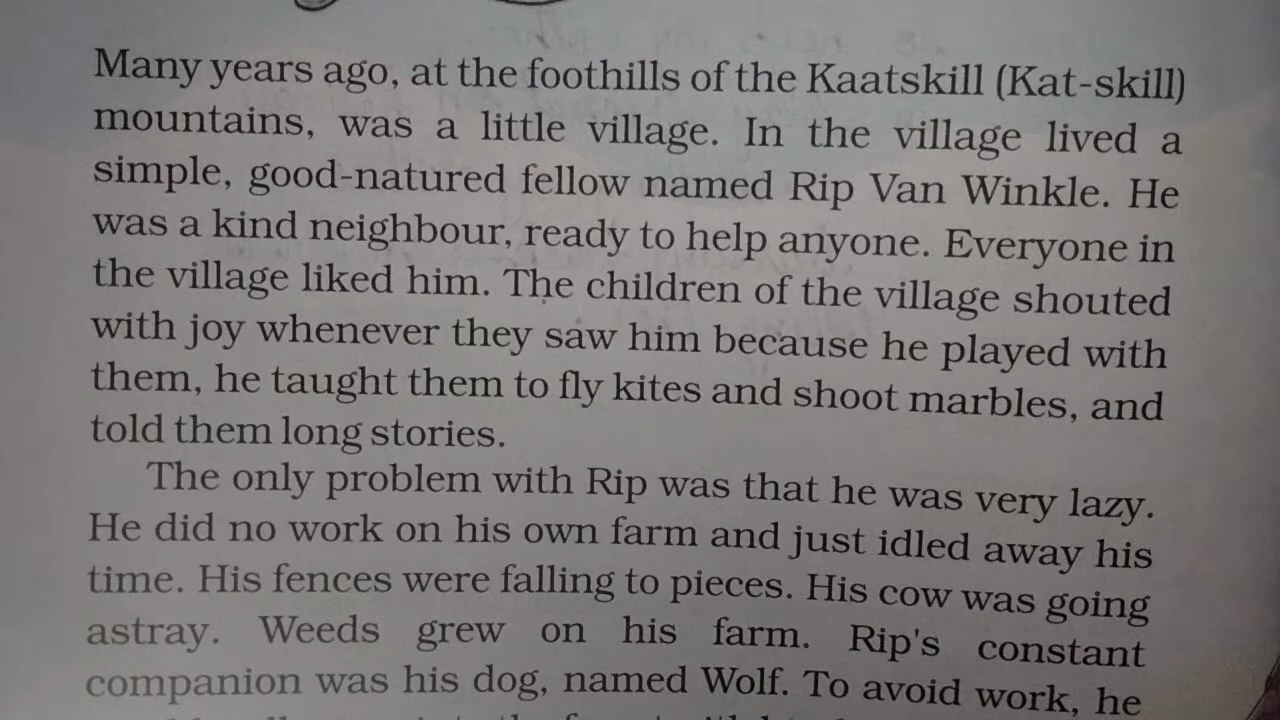 Many years ago, at the foothills of the Kaatskill (Kat-skill)
mountains, was a little village. In the village lived a
simple, good-natured fellow named Rip Van Winkle. He
was a kind neighbour, ready to help anyone. Everyone in
the village liked him. The children of the village shouted
with joy whenever they saw him because he played with
them, he taught them to fly kites and shoot marbles, and
told them long stories.
The only problem with Rip was that he was very lazy.
He did no work on his own farm and just idled away his
time. His fences were falling to pieces. His cow was going
astray. Weeds grew on his farm. Rip's constant
companion was his dog, named Wolf. To avoid work, he